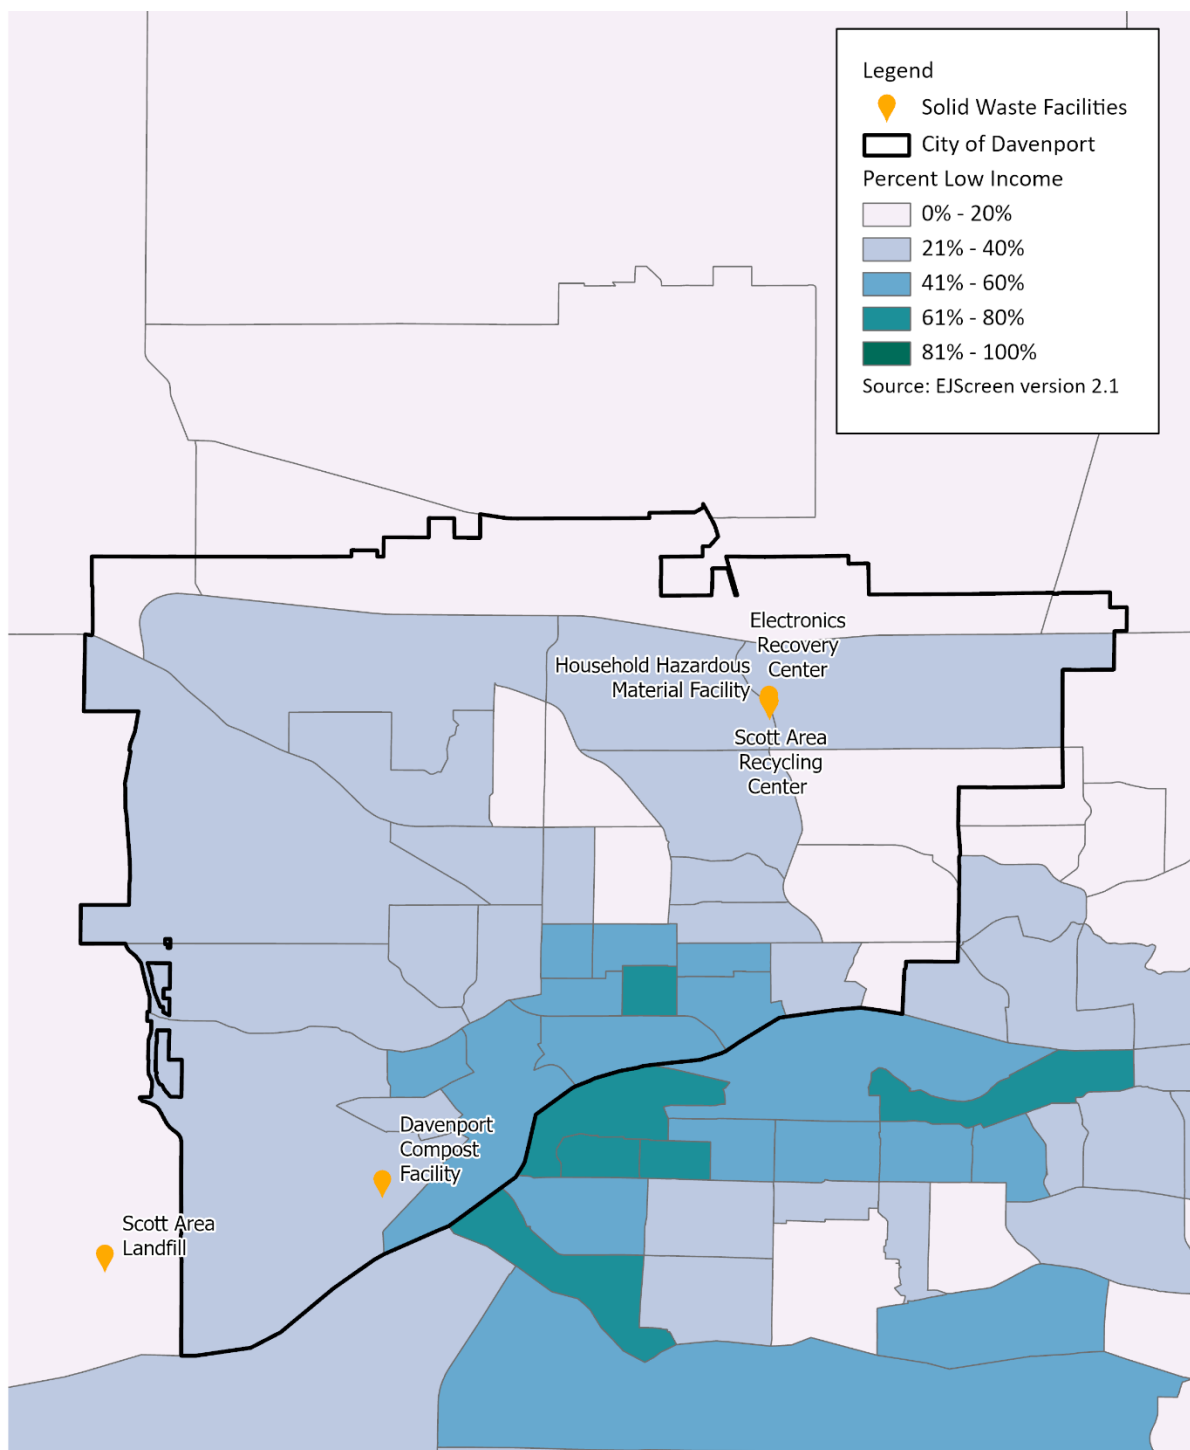 Legend
Solid Waste Facilities
City of Davenport
Percent Low Income
0% - 20%
21% - 40%
41% - 60%
61% - 80%
81% - 100%
Source: EJScreen version 2.1
Electronics
Recovery
Center
Household Hazardous
Material Facility
Scott Area
Recycling
Center
Davenport
Compost
Facility
Scott Area
Landfill